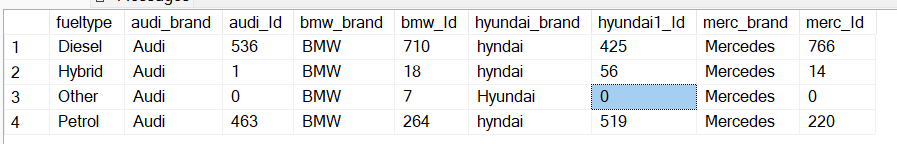 fueltype audi_brand audi_Id bmw_brand bmw_Id hyundai_brand hyundai1_Id merc_brand merc_Id
1 Diesel Audi 536 BMW 710 hyndai 425 Mercedes 766
2 Hybrid Audi 1 BMW 18 hyndai 56 Mercedes 14
3 Other Audi 0 BMW 7 Hyundai 0 Mercedes 0
4 Petrol Audi 463 BMW 264 hyndai 519 Mercedes 220